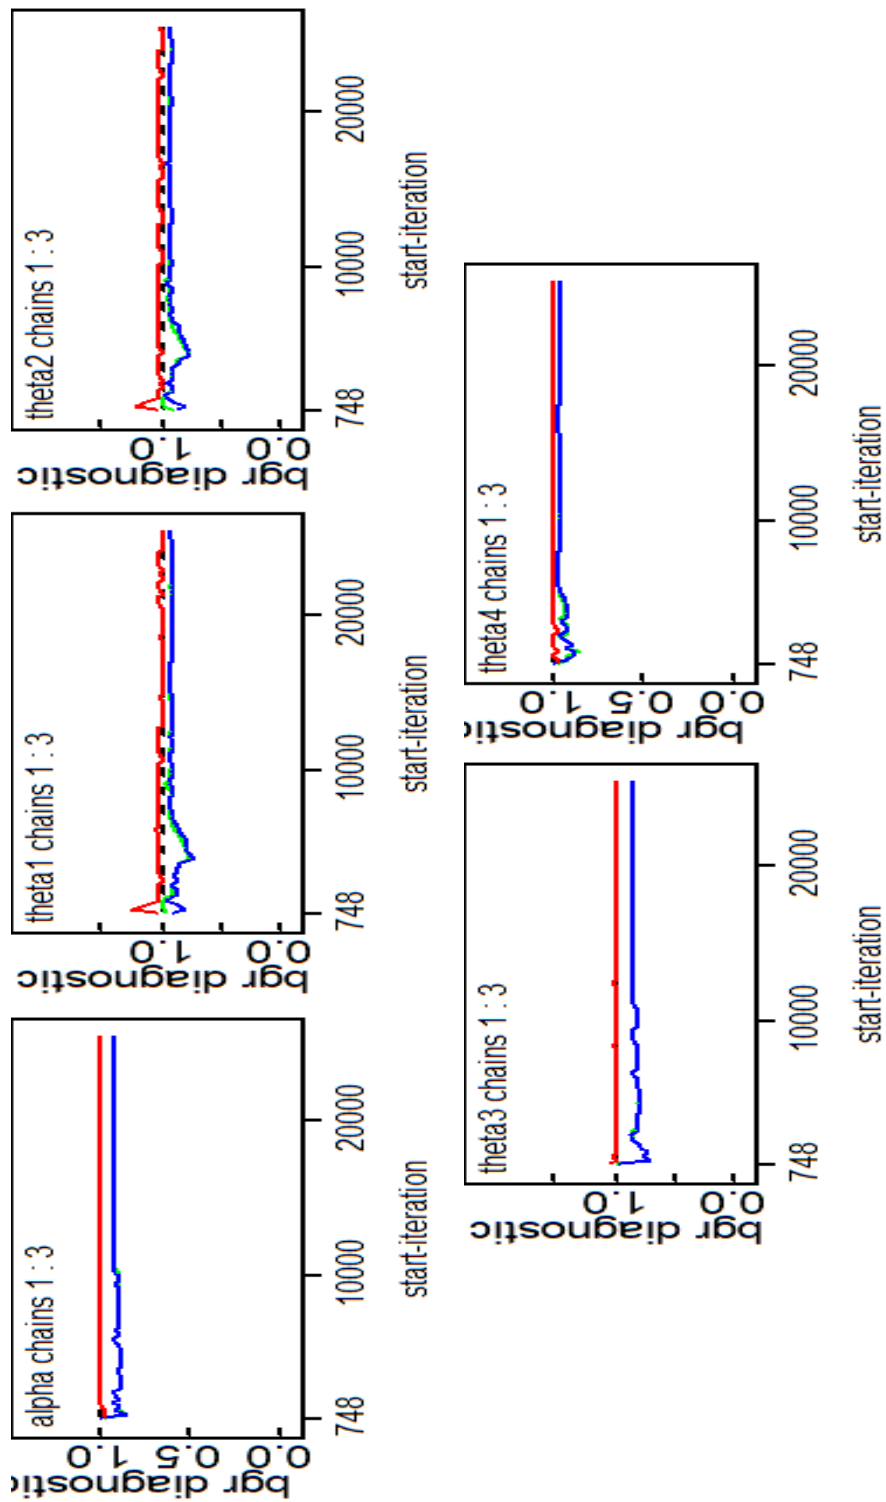 alpha chains 1:3
bgr diagnostic
1.0
0.5
0.0
748
10000
20000
start-iteration
theta1 chains 1:3
bgr diagnostic
1.0
0.0
748
10000
20000
start-iteration
theta2 chains 1:3
bgr diagnostic
1.0
0.0
748
10000
20000
start-iteration
theta3 chains 1:3
bgr diagnostic
1.0
0.0
748
10000
20000
start-iteration
theta4 chains 1:3
bgr diagnostic
1.0
0.5
0.0
748
10000
20000
start-iteration